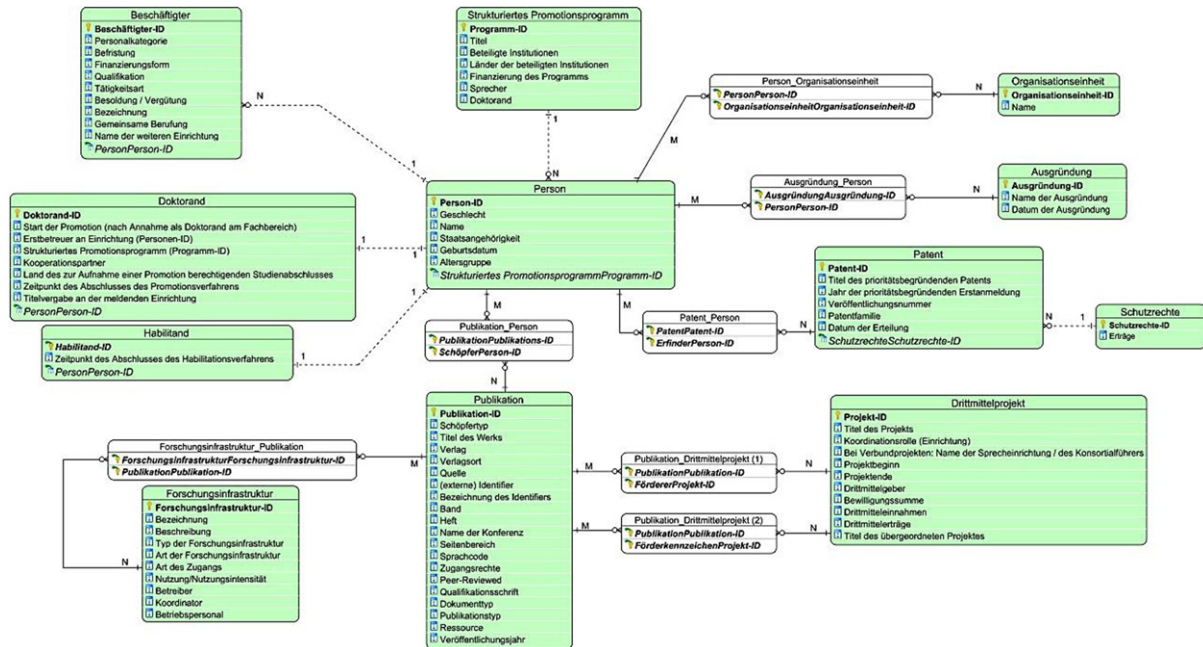 Beschäftigter
Beschäftigter-ID
Personalkategorie
Befristung
Finanzierungsform
Qualifikation
Tätigkeitsart
Besoldung / Vergütung
Bezeichnung
Gemeinsame Berufung
Name der weiteren Einrichtung
PersonPerson-ID
N
1
Strukturiertes Promotionsprogramm
Programm-ID
Titel
Beteiligte Institutionen
Länder der beteiligten Institutionen
Finanzierung des Programms
Sprecher
Doktorand
1
N
Person_Organisationseinheit
PersonPerson-ID
OrganisationseinheitOrganisationseinheit-ID
M
N
Organisationseinheit
Organisationseinheit-ID
Name
Doktorand
Doktorand-ID
Start der Promotion (nach Annahme als Doktorand am Fachbereich)
Erstbetreuer an Einrichtung (Personen-ID)
Strukturiertes Promotionsprogramm (Programm-ID)
Kooperationspartner
Land des zur Aufnahme einer Promotion berechtigenden Studienabschlusses
Zeitpunkt des Abschlusses des Promotionsverfahrens
Titelvergabe an der meldenden Einrichtung
PersonPerson-ID
1
1
Person
Person-ID
Geschlecht
Name
Staatsangehörigkeit
Geburtsdatum
Altersgruppe
Strukturiertes PromotionsprogrammProgramm-ID
M
Ausgründung_Person
AusgründungAusgründung-ID
PersonPerson-ID
N
Ausgründung
Ausgründung-ID
Name der Ausgründung
Datum der Ausgründung
Habilitand
Habilitand-ID
Zeitpunkt des Abschlusses des Habilitationsverfahrens
PersonPerson-ID
1
1
M
Publikation_Person
PublikationPublikations-ID
SchöpferPerson-ID
N
M
Patent_Person
PatentPatent-ID
ErfinderPerson-ID
N
Patent
Patent-ID
Titel des prioritätsbegründenden Patents
Jahr der prioritätsbegründenden Erstanmeldung
Veröffentlichungsnummer
Patentfamilie
Datum der Erteilung
SchutzrechteSchutzrechte-ID
N
1
Schutzrechte
Schutzrechte-ID
Erträge
Forschungsinfrastruktur_Publikation
ForschungsinfrastrukturForschungsinfrastruktur-ID
PublikationPublikation-ID
M
N
Forschungsinfrastruktur
Forschungsinfrastruktur-ID
Bezeichnung
Beschreibung
Typ der Forschungsinfrastruktur
Art der Forschungsinfrastruktur
Art des Zugangs
Nutzung/Nutzungsintensität
Betreiber
Koordinator
Betriebspersonal
Publikation
Publikation-ID
Schöpfertyp
Titel des Werks
Verlag
Verlagsort
Quelle
(externe) Identifier
Bezeichnung des Identifiers
Band
Heft
Name der Konferenz
Seitenbereich
Sprachcode
Zugangsrechte
Peer-Reviewed
Qualifikationsschrift
Dokumenttyp
Publikationstyp
Ressource
Veröffentlichungsjahr
M
Publikation_Drittmittelprojekt (1)
PublikationPublikation-ID
FördererProjekt-ID
N
M
Publikation_Drittmittelprojekt (2)
PublikationPublikation-ID
FörderkennzeichenProjekt-ID
N
Drittmittelprojekt
Projekt-ID
Titel des Projekts
Koordinationsrolle (Einrichtung)
Bei Verbundprojekten: Name der Sprecheinrichtung / des Konsortialführers
Projektbeginn
Projektende
Drittmittelgeber
Bewilligungssumme
Drittmitteleinnahmen
Drittmittelerträge
Titel des übergeordneten Projektes